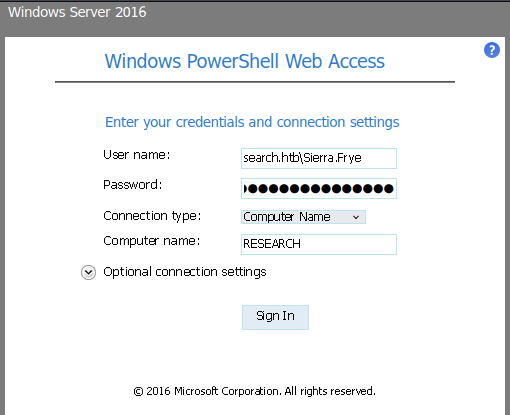 Windows Server 2016
?
Windows PowerShell Web Access
Enter your credentials and connection settings
User name: search.htb\Sierra.Frye
Password: ●●●●●●●●●●●●●●●
Connection type: Computer Name
Computer name: RESEARCH
Optional connection settings
Sign In
© 2016 Microsoft Corporation. All rights reserved.